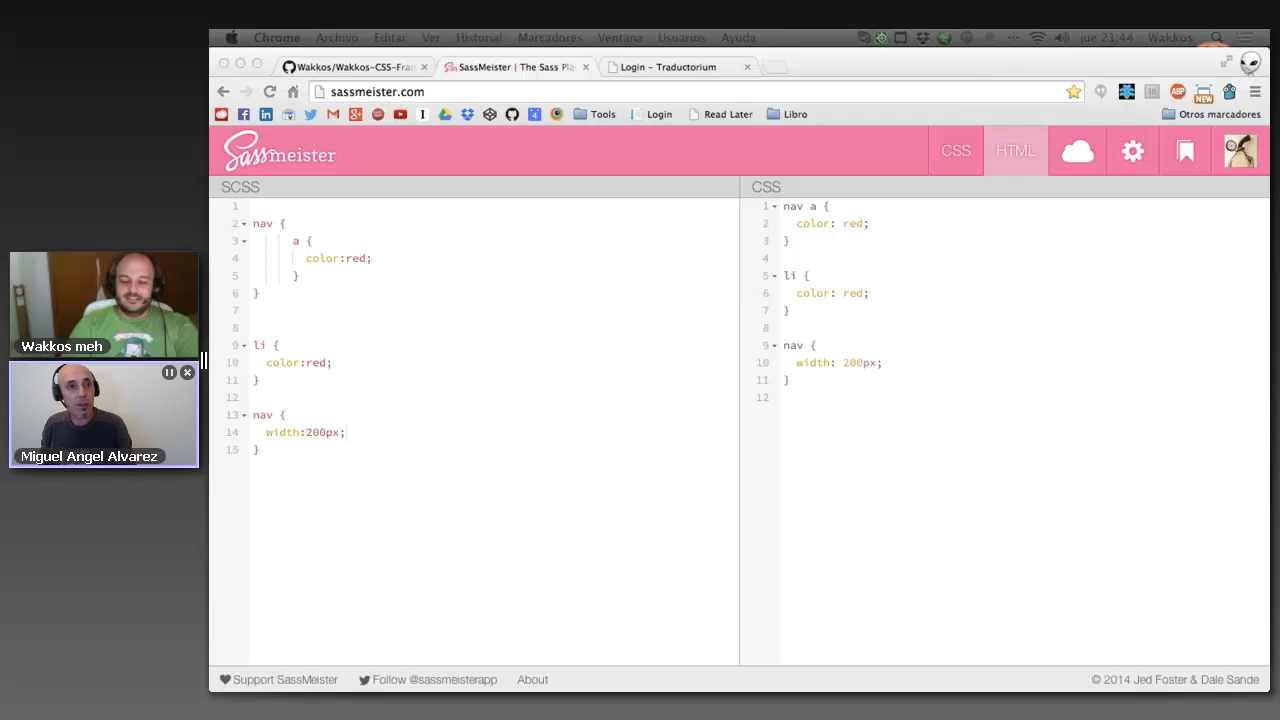 Chrome Archivo Editar Ver Historial Marcadores Ventana Usuarios Ayuda jue 21:44 Wakkos
Wakkos/Wakkos-CSS-Fran
SassMeister | The Sass Pla
Login – Traductorium
sassmeister.com
Tools Login Read Later Libro NEW Otros marcadores
ABP
Sassmeister
CSS HTML
SCSS
1
2 nav {
3 a {
4 color:red;
5 }
6 }
7
8
9 li {
10 color:red;
11 }
12
13 nav {
14 width:200px;
15 }
CSS
1 nav a {
2 color: red;
3 }
4
5 li {
6 color: red;
7 }
8
9 nav {
10 width: 200px;
11 }
12
Wakkos meh
Miguel Angel Alvarez
Support SassMeister Follow @sassmeisterapp About
© 2014 Jed Foster & Dale Sande